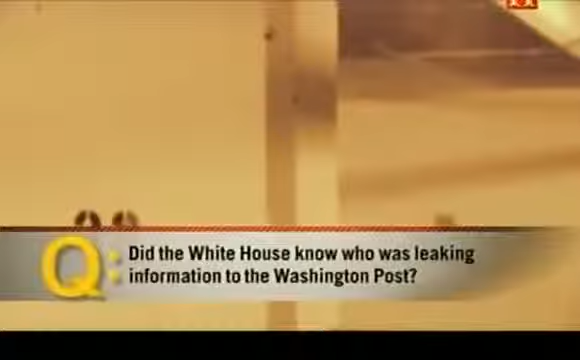 Q: Did the White House know who was leaking
information to the Washington Post?